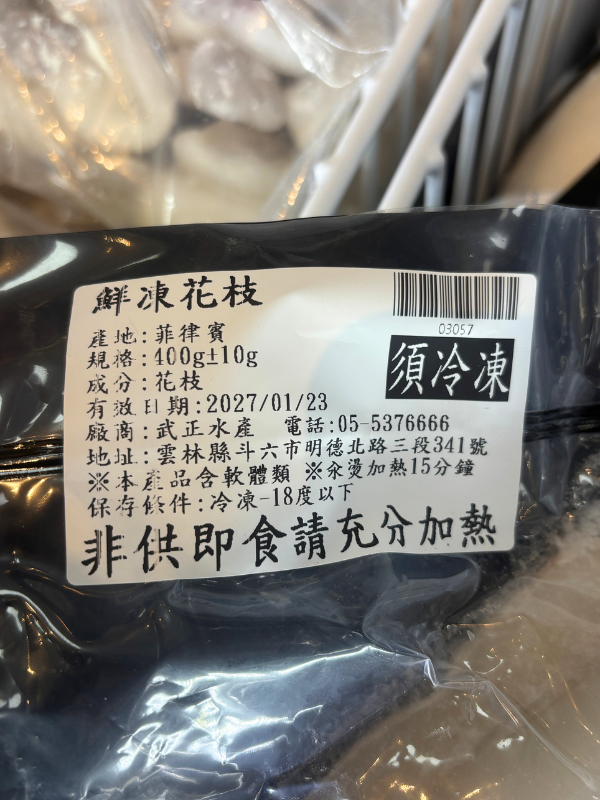 鮮凍花枝
03057
產地:菲律賓
規格:400g±10g
須冷凍
成分:花枝
有效日期:2027/01/23
廠商:武正水產 電話:05-5376666
地址:雲林縣斗六市明德北路三段341號
※本產品含軟體類 ※汆燙加熱15分鐘
保存條件:冷凍-18度以下
非供即食請充分加熱